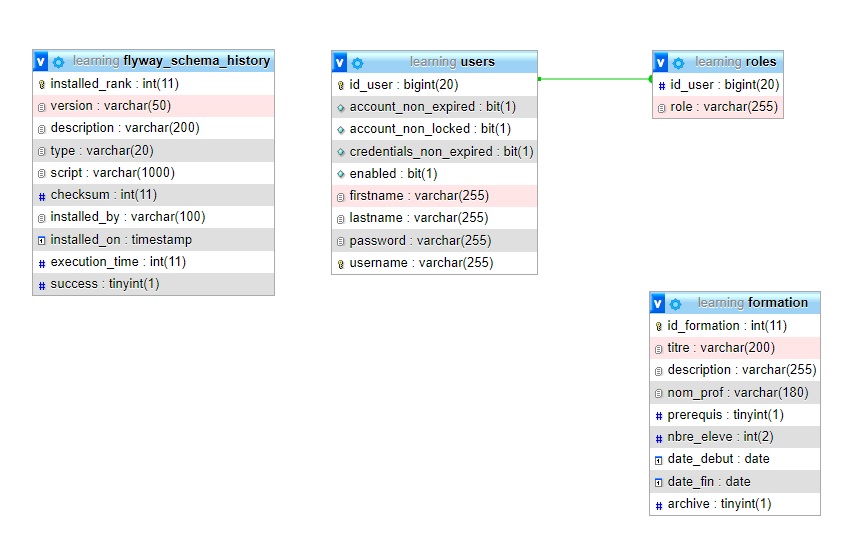 learning flyway_schema_history
installed_rank : int(11)
version : varchar(50)
description : varchar(200)
type : varchar(20)
script : varchar(1000)
checksum : int(11)
installed_by : varchar(100)
installed_on : timestamp
execution_time : int(11)
success : tinyint(1)
learning users
id_user : bigint(20)
account_non_expired : bit(1)
account_non_locked : bit(1)
credentials_non_expired : bit(1)
enabled : bit(1)
firstname : varchar(255)
lastname : varchar(255)
password : varchar(255)
username : varchar(255)
learning roles
id_user : bigint(20)
role : varchar(255)
learning formation
id_formation : int(11)
titre : varchar(200)
description : varchar(255)
nom_prof : varchar(180)
prerequis : tinyint(1)
nbre_eleve : int(2)
date_debut : date
date_fin : date
archive : tinyint(1)